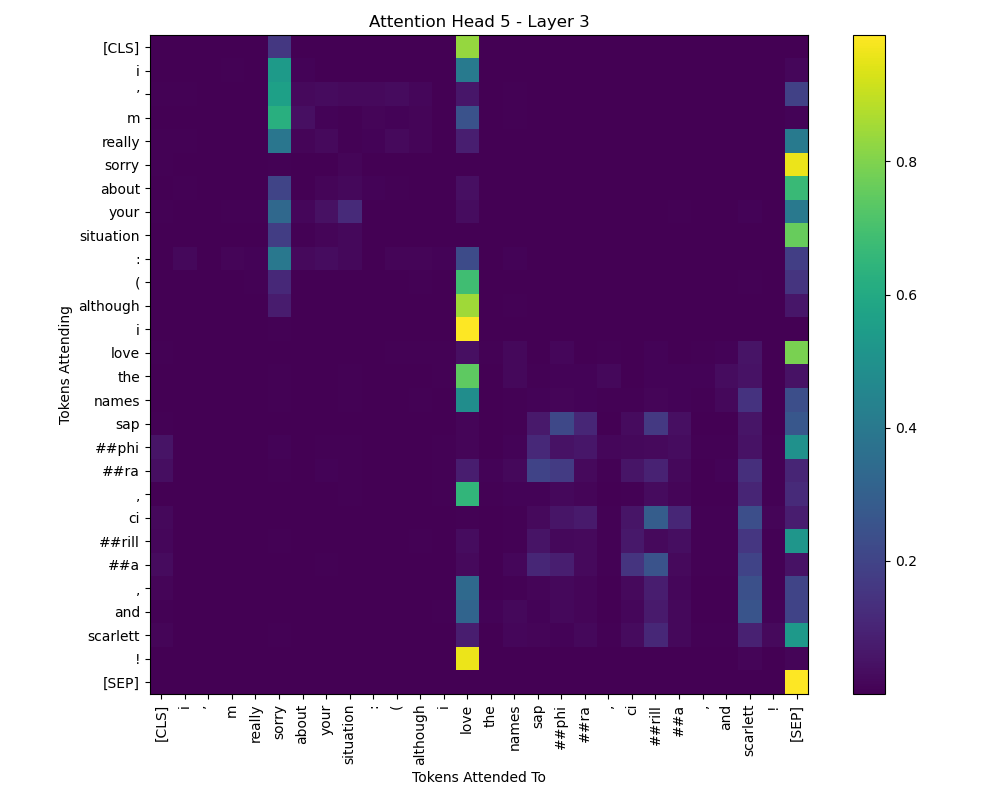 Attention Head 5 - Layer 3
[CLS]
i
’
m
really
sorry
about
your
situation
:
(
although
i
love
the
names
sap
##phi
##ra
,
ci
##rill
##a
,
and
scarlett
!
[SEP]
Tokens Attending
[CLS]
i
’
m
really
sorry
about
your
situation
:
(
although
i
love
the
names
sap
##phi
##ra
,
ci
##rill
##a
,
and
scarlett
!
[SEP]
Tokens Attended To
0.8
0.6
0.4
0.2